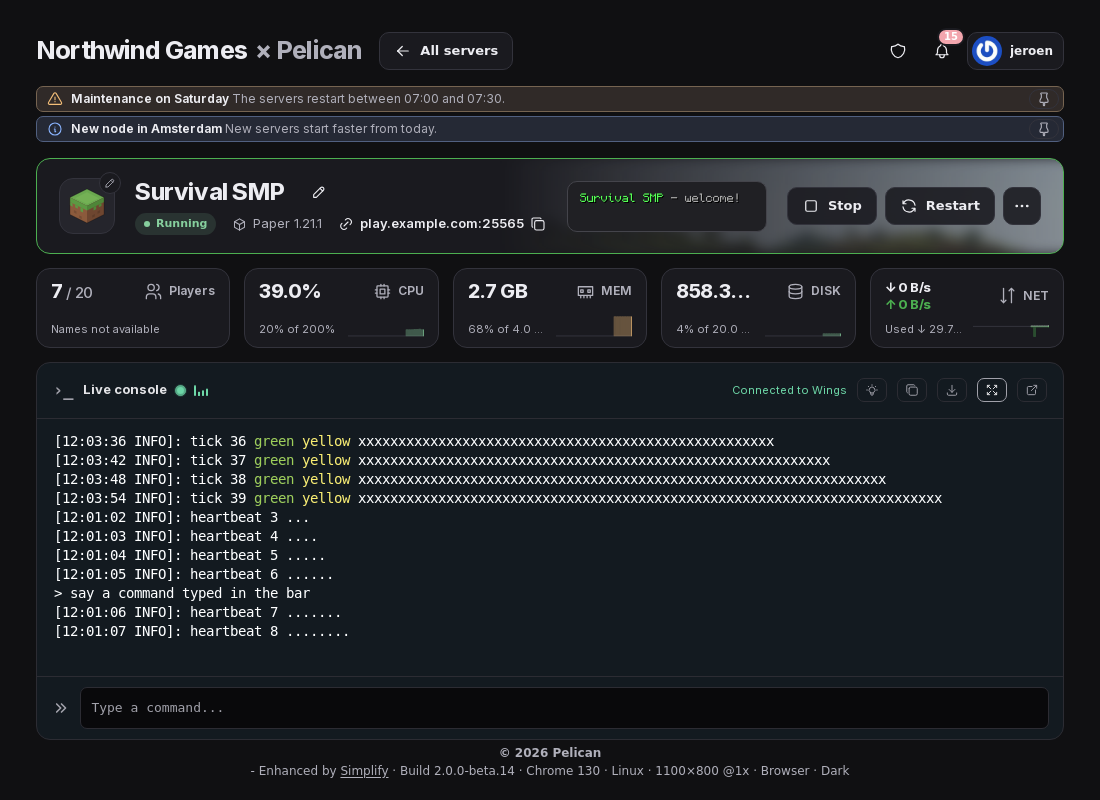 Northwind Games × Pelican
All servers
15
jeroen
Maintenance on Saturday The servers restart between 07:00 and 07:30.
New node in Amsterdam New servers start faster from today.
Survival SMP
Running
Paper 1.21.1
play.example.com:25565
Survival SMP – welcome!
Stop
Restart
7 / 20
Players
Names not available
39.0%
CPU
20% of 200%
2.7 GB
MEM
68% of 4.0 ...
858.3...
DISK
4% of 20.0 ...
↓ 0 B/s
↑ 0 B/s
NET
Used ↓ 29.7...
Live console
Connected to Wings
[12:03:36 INFO]: tick 36 green yellow xxxxxxxxxxxxxxxxxxxxxxxxxxxxxxxxxxxxxxxxxxxxxxxxxxxx
[12:03:42 INFO]: tick 37 green yellow xxxxxxxxxxxxxxxxxxxxxxxxxxxxxxxxxxxxxxxxxxxxxxxxxxxxxxxxxxx
[12:03:48 INFO]: tick 38 green yellow xxxxxxxxxxxxxxxxxxxxxxxxxxxxxxxxxxxxxxxxxxxxxxxxxxxxxxxxxxxxxxxxxx
[12:03:54 INFO]: tick 39 green yellow xxxxxxxxxxxxxxxxxxxxxxxxxxxxxxxxxxxxxxxxxxxxxxxxxxxxxxxxxxxxxxxxxxxxxxxxx
[12:01:02 INFO]: heartbeat 3 ...
[12:01:03 INFO]: heartbeat 4 ....
[12:01:04 INFO]: heartbeat 5 .....
[12:01:05 INFO]: heartbeat 6 ......
> say a command typed in the bar
[12:01:06 INFO]: heartbeat 7 .......
[12:01:07 INFO]: heartbeat 8 ........
Type a command...
© 2026 Pelican
- Enhanced by Simplify · Build 2.0.0-beta.14 · Chrome 130 · Linux · 1100×800 @1x · Browser · Dark